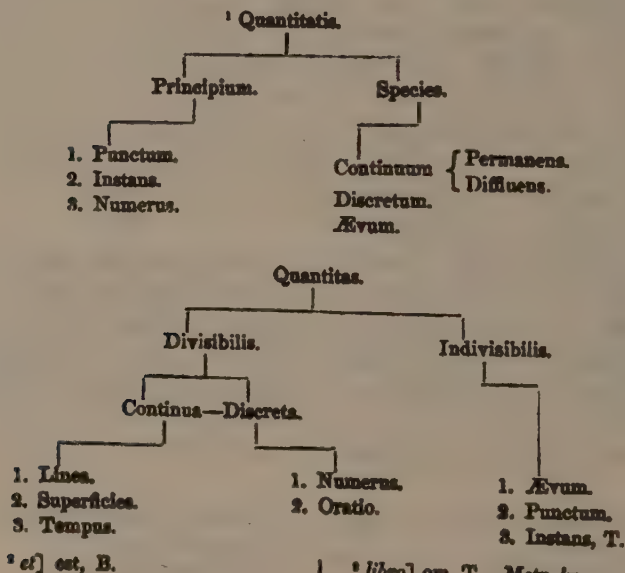 ¹ Quantitatis.
Principium. Species.
1. Punctum.
2. Instans.
3. Numerus.
Continuum { Permanens.
Diffluens.
Discretum.
Ævum.
Quantitas.
Divisibilis. Indivisibilis.
Continua—Discreta.
1. Linea.
2. Superficies.
3. Tempus.
1. Numerus.
2. Oratio.
1. Ævum.
2. Punctum.
3. Instans, T.
² et] est, B.